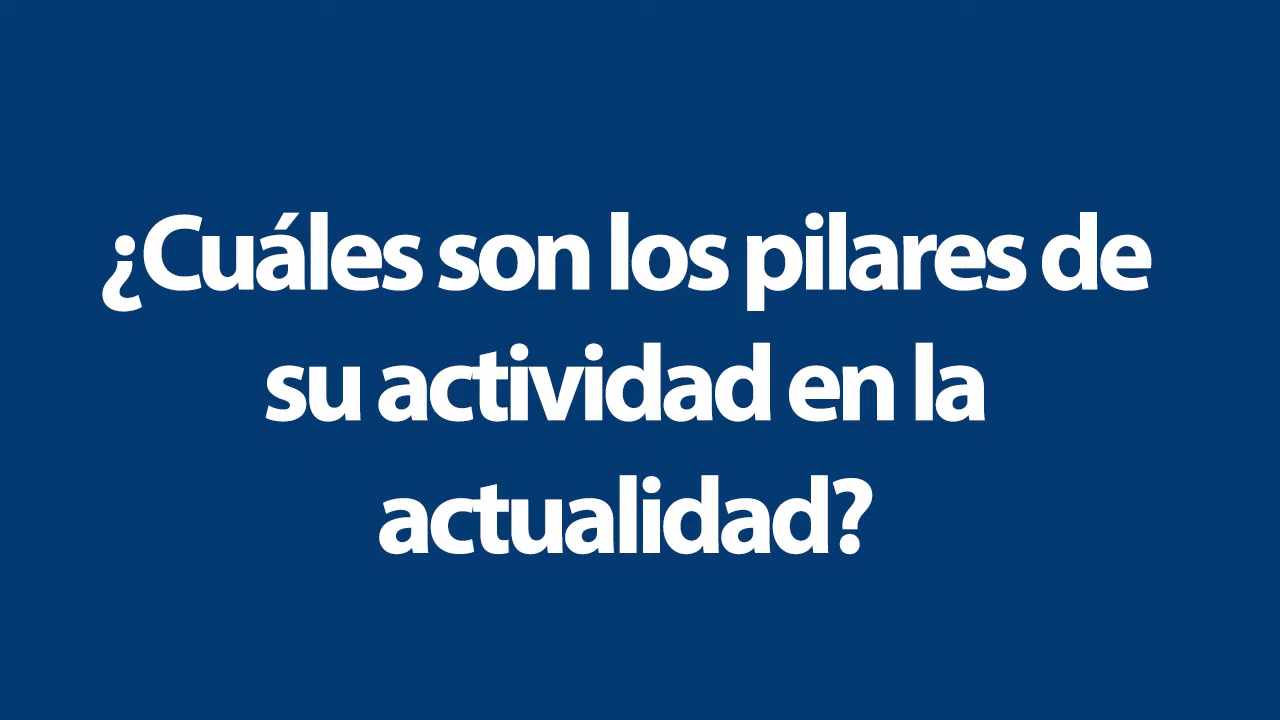 ¿Cuáles son los pilares de
su actividad en la
actualidad?